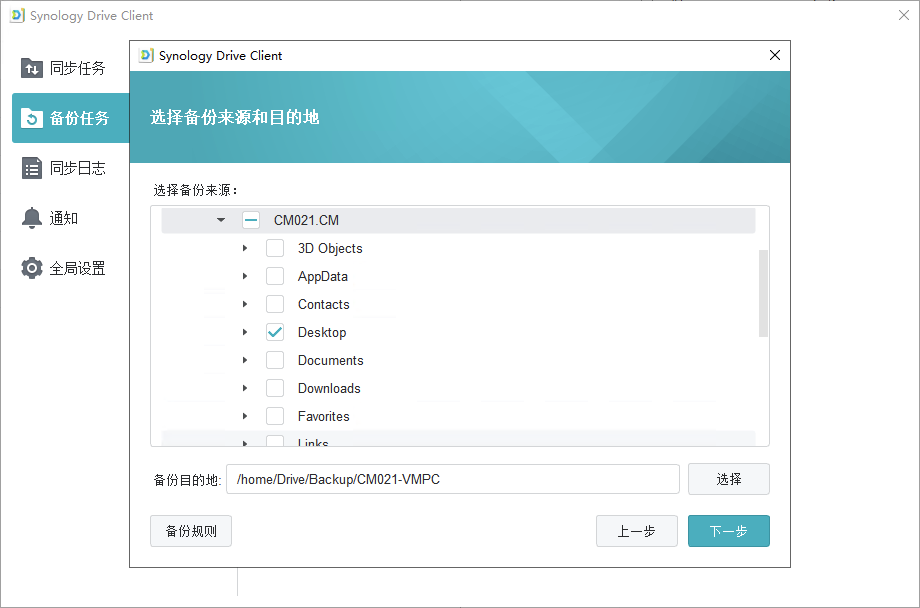 Synology Drive Client
同步任务
备份任务
同步日志
通知
全局设置
Synology Drive Client
选择备份来源和目的地
选择备份来源：
CM021.CM
3D Objects
AppData
Contacts
Desktop
Documents
Downloads
Favorites
Links
备份目的地: /home/Drive/Backup/CM021-VMPC 选择
备份规则 上一步 下一步